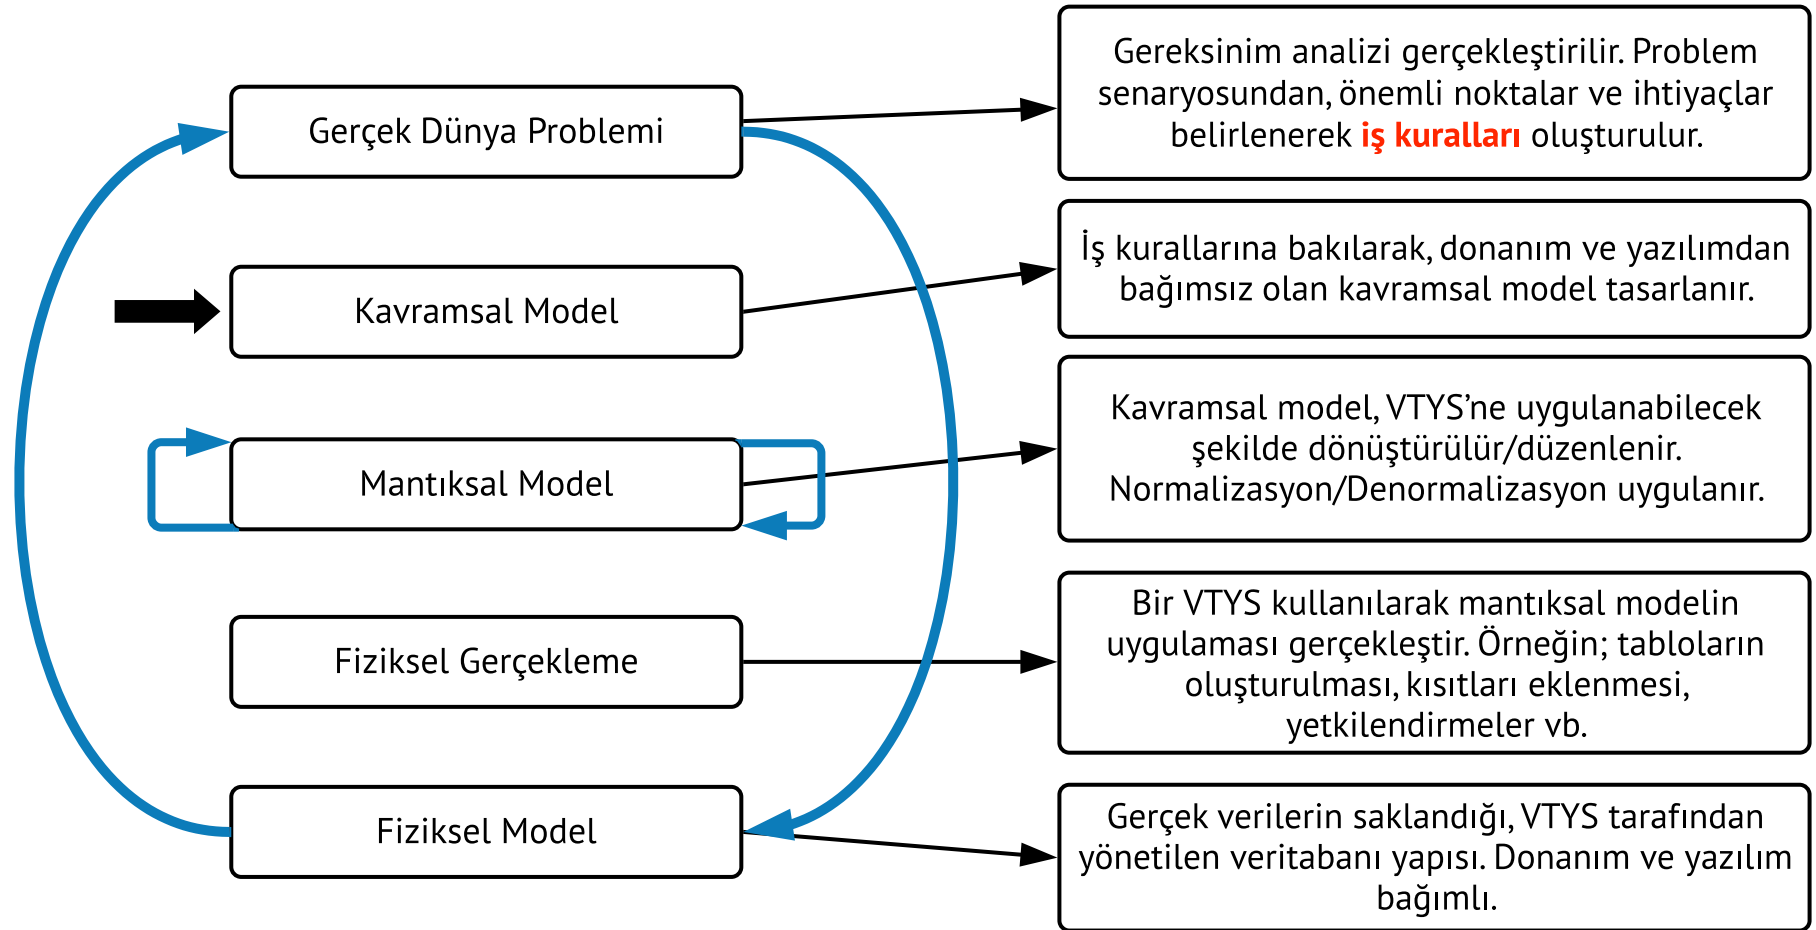 Gerçek Dünya Problemi
Gereksinim analizi gerçekleştirilir. Problem
senaryosundan, önemli noktalar ve ihtiyaçlar
belirlenerek iş kuralları oluşturulur.
Kavramsal Model
İş kurallarına bakılarak, donanım ve yazılımdan
bağımsız olan kavramsal model tasarlanır.
Mantıksal Model
Kavramsal model, VTYS’ne uygulanabilecek
şekilde dönüştürülür/düzenlenir.
Normalizasyon/Denormalizasyon uygulanır.
Fiziksel Gerçekleme
Bir VTYS kullanılarak mantıksal modelin
uygulaması gerçekleştir. Örneğin; tabloların
oluşturulması, kısıtları eklenmesi,
yetkilendirmeler vb.
Fiziksel Model
Gerçek verilerin saklandığı, VTYS tarafından
yönetilen veritabanı yapısı. Donanım ve yazılım
bağımlı.